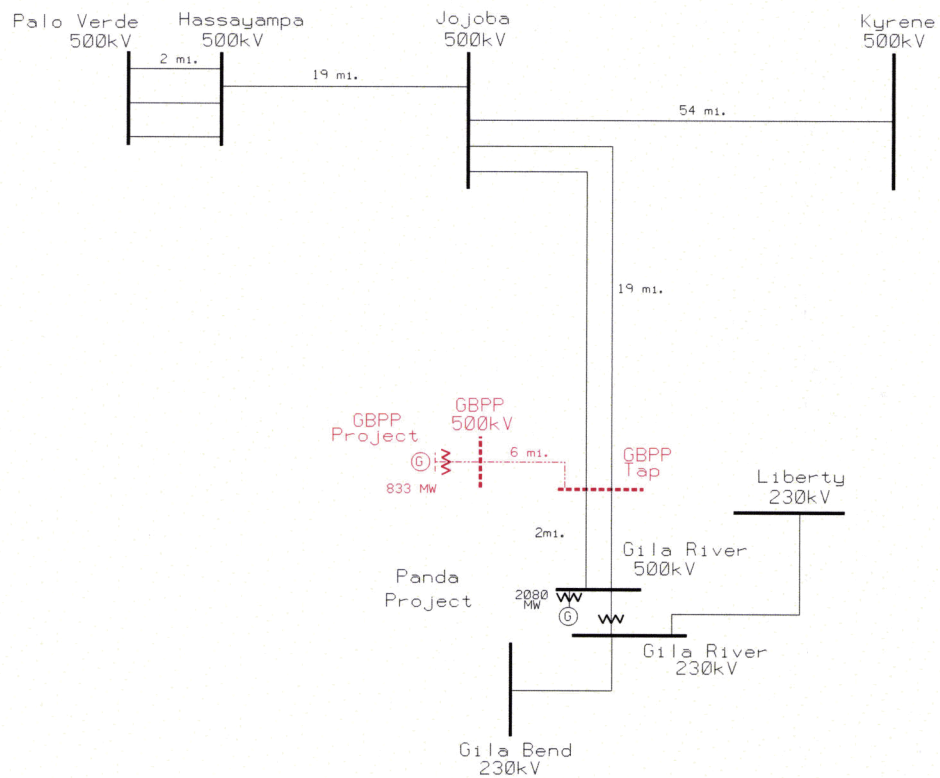 Palo Verde
500kV
Hassayampa
500kV
Jojoba
500kV
Kyrene
500kV
2 mi.
19 mi.
54 mi.
19 mi.
GBPP
Project
GBPP
500kV
6 mi.
GBPP
Tap
G
833 MW
Liberty
230kV
2mi.
Gila River
500kV
Panda
Project
2080
MW
G
Gila River
230kV
Gila Bend
230kV